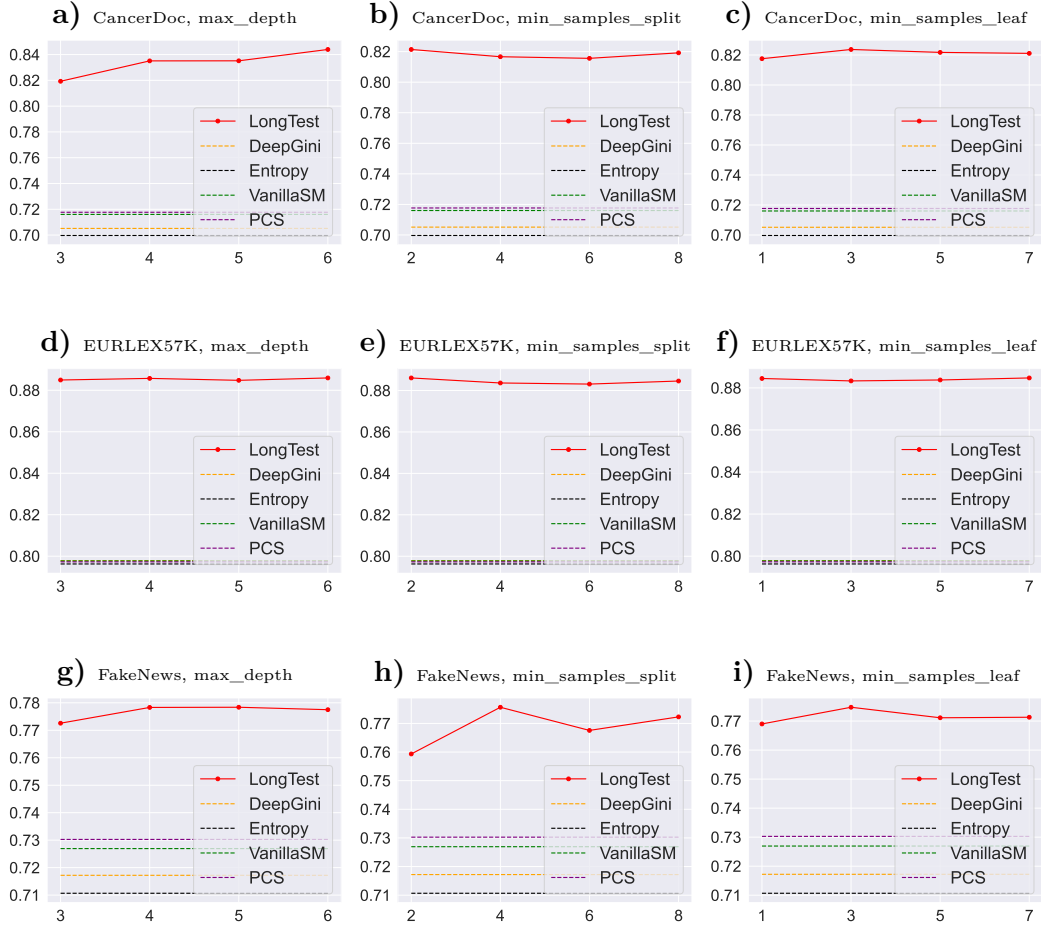 a) CancerDoc, max_depth
0.84
0.82
0.80
0.78
0.76
0.74
0.72
0.70
3 4 5 6
LongTest
DeepGini
Entropy
VanillaSM
PCS
b) CancerDoc, min_samples_split
0.82
0.80
0.78
0.76
0.74
0.72
0.70
2 4 6 8
LongTest
DeepGini
Entropy
VanillaSM
PCS
c) CancerDoc, min_samples_leaf
0.82
0.80
0.78
0.76
0.74
0.72
0.70
1 3 5 7
LongTest
DeepGini
Entropy
VanillaSM
PCS
d) EURLEX57K, max_depth
0.88
0.86
0.84
0.82
0.80
3 4 5 6
LongTest
DeepGini
Entropy
VanillaSM
PCS
e) EURLEX57K, min_samples_split
0.88
0.86
0.84
0.82
0.80
2 4 6 8
LongTest
DeepGini
Entropy
VanillaSM
PCS
f) EURLEX57K, min_samples_leaf
0.88
0.86
0.84
0.82
0.80
1 3 5 7
LongTest
DeepGini
Entropy
VanillaSM
PCS
g) FakeNews, max_depth
0.78
0.77
0.76
0.75
0.74
0.73
0.72
0.71
3 4 5 6
LongTest
DeepGini
Entropy
VanillaSM
PCS
h) FakeNews, min_samples_split
0.77
0.76
0.75
0.74
0.73
0.72
0.71
2 4 6 8
LongTest
DeepGini
Entropy
VanillaSM
PCS
i) FakeNews, min_samples_leaf
0.77
0.76
0.75
0.74
0.73
0.72
0.71
1 3 5 7
LongTest
DeepGini
Entropy
VanillaSM
PCS